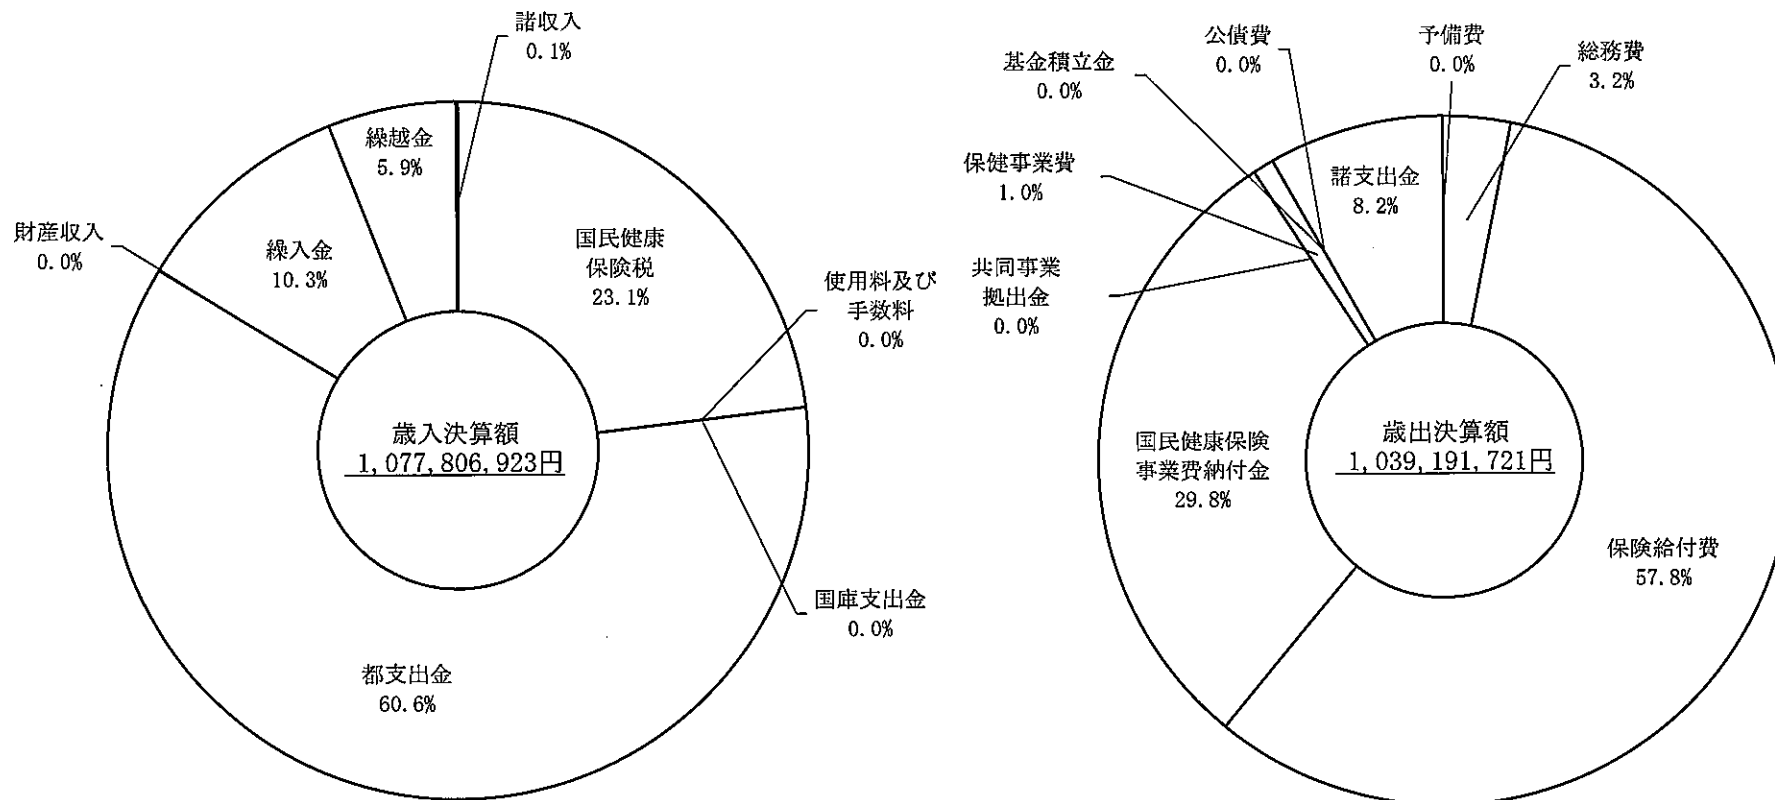 諸収入
0.1%
繰越金
5.9%
財産収入
0.0%
繰入金
10.3%
国民健康
保険税
23.1%
使用料及び
手数料
0.0%
歳入決算額
1,077,806,923円
国庫支出金
0.0%
都支出金
60.6%
公債費
0.0%
予備費
0.0%
総務費
3.2%
基金積立金
0.0%
保健事業費
1.0%
諸支出金
8.2%
共同事業
拠出金
0.0%
国民健康保険
事業費納付金
29.8%
歳出決算額
1,039,191,721円
保険給付費
57.8%